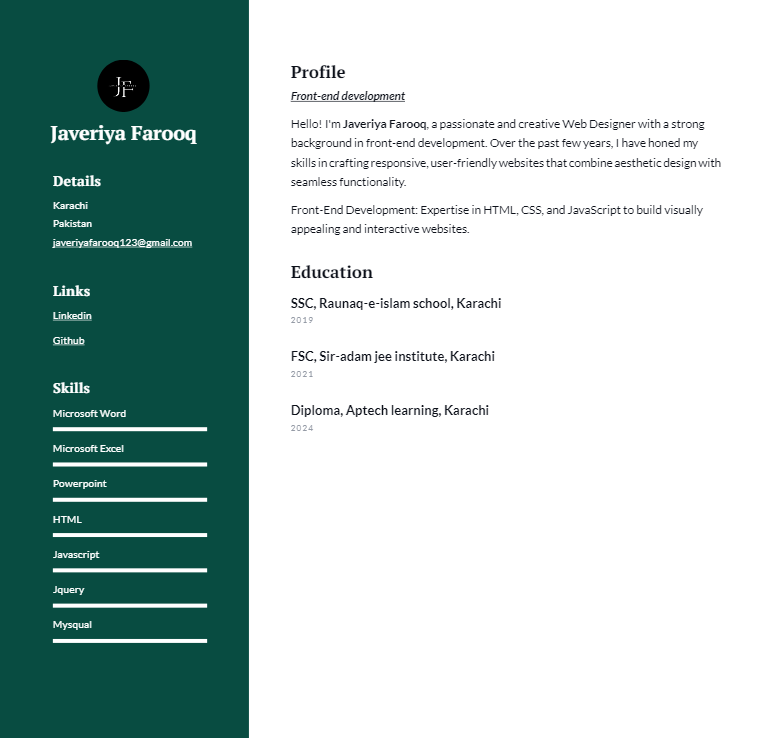 JF
Javeriya Farooq
Details
Karachi
Pakistan
javeriyafarooq123@gmail.com
Links
Linkedin
Github
Skills
Microsoft Word
Microsoft Excel
Powerpoint
HTML
Javascript
Jquery
Mysqual
Profile
Front-end development
Hello! I'm Javeriya Farooq, a passionate and creative Web Designer with a strong
background in front-end development. Over the past few years, I have honed my
skills in crafting responsive, user-friendly websites that combine aesthetic design with
seamless functionality.
Front-End Development: Expertise in HTML, CSS, and JavaScript to build visually
appealing and interactive websites.
Education
SSC, Raunaq-e-islam school, Karachi
2019
FSC, Sir-adam jee institute, Karachi
2021
Diploma, Aptech learning, Karachi
2024